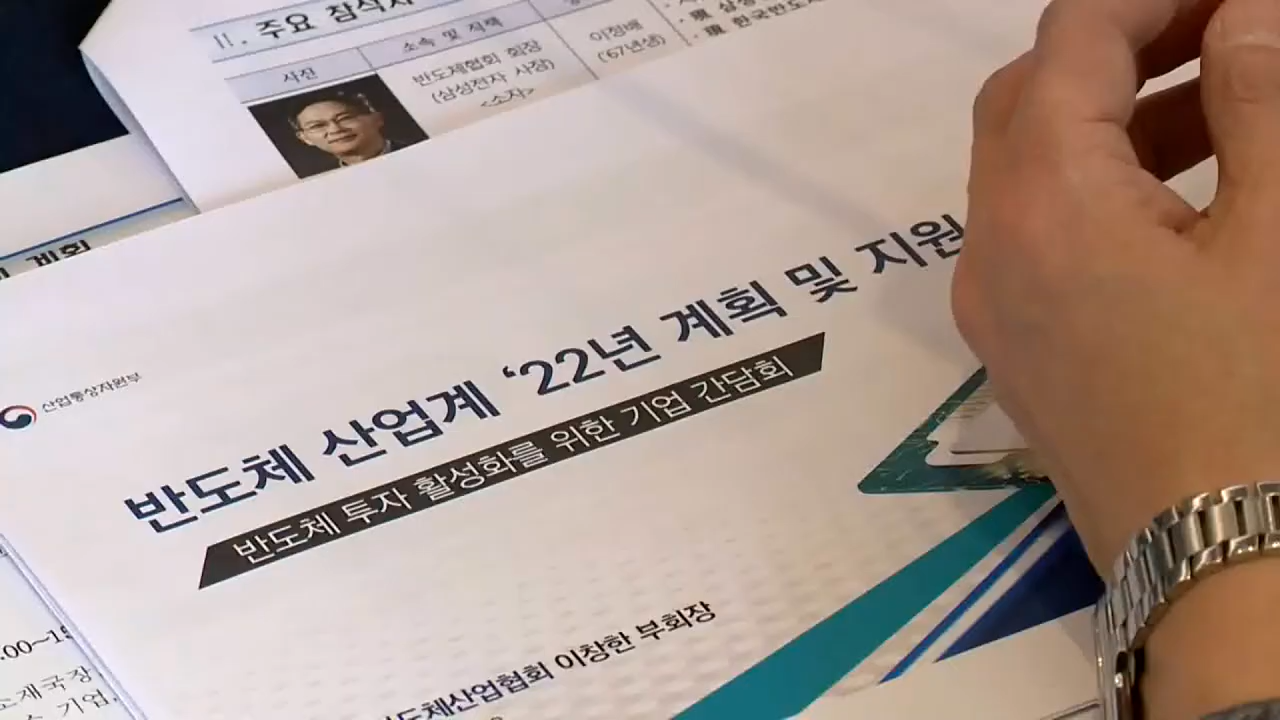 Ⅱ. 주요 참석자
사진
소속 및 직책
반도체협회 회장
(삼성전자 사장)
<소자>
이정배
('67년생)
계획
산업통상자원부
반도체 산업계 ‘22년 계획 및 지원
반도체 투자 활성화를 위한 기업 간담회
도체산업협회 이창한 부회장